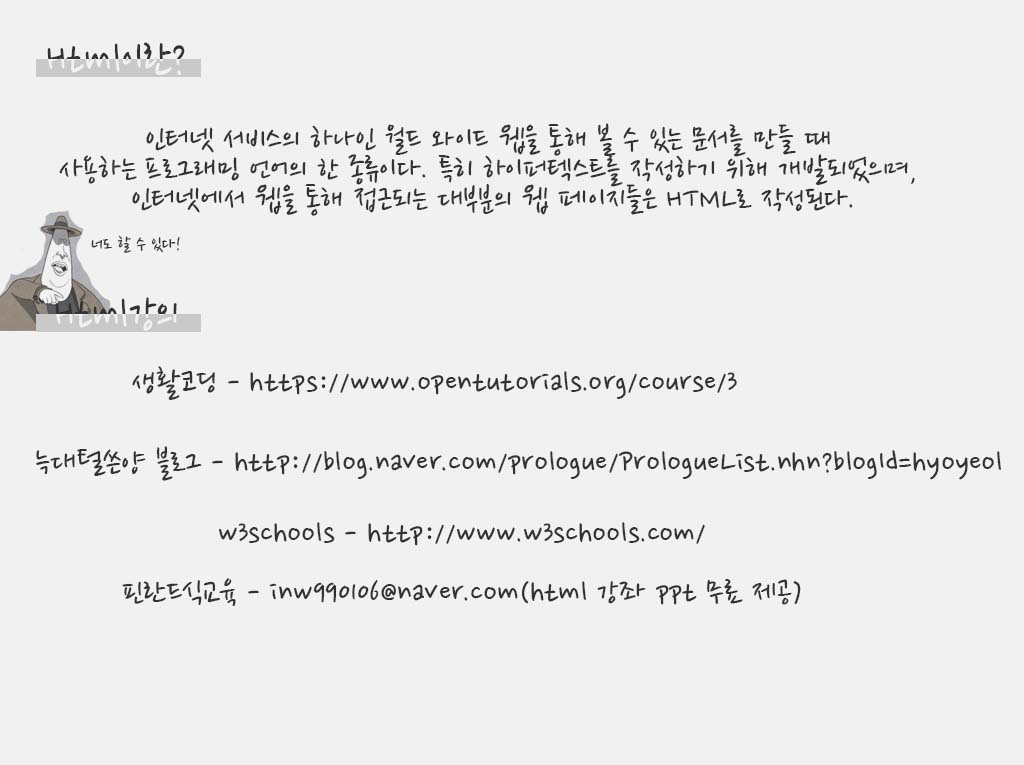 Html이란?
인터넷 서비스의 하나인 월드 와이드 웹을 통해 볼 수 있는 문서를 만들 때
사용하는 프로그래밍 언어의 한 종류이다. 특히 하이퍼텍스트를 작성하기 위해 개발되었으며,
인터넷에서 웹을 통해 접근되는 대부분의 웹 페이지들은 HTML로 작성된다.
너도 할 수 있다!
Html강의
생활코딩 - https://www.opentutorials.org/course/3
늑대털쓴양 블로그 - http://blog.naver.com/prologue/PrologueList.nhn?blogId=hyoyeol
w3schools - http://www.w3schools.com/
핀란드식교육 - inw990106@naver.com(html 강좌 ppt 무료 제공)